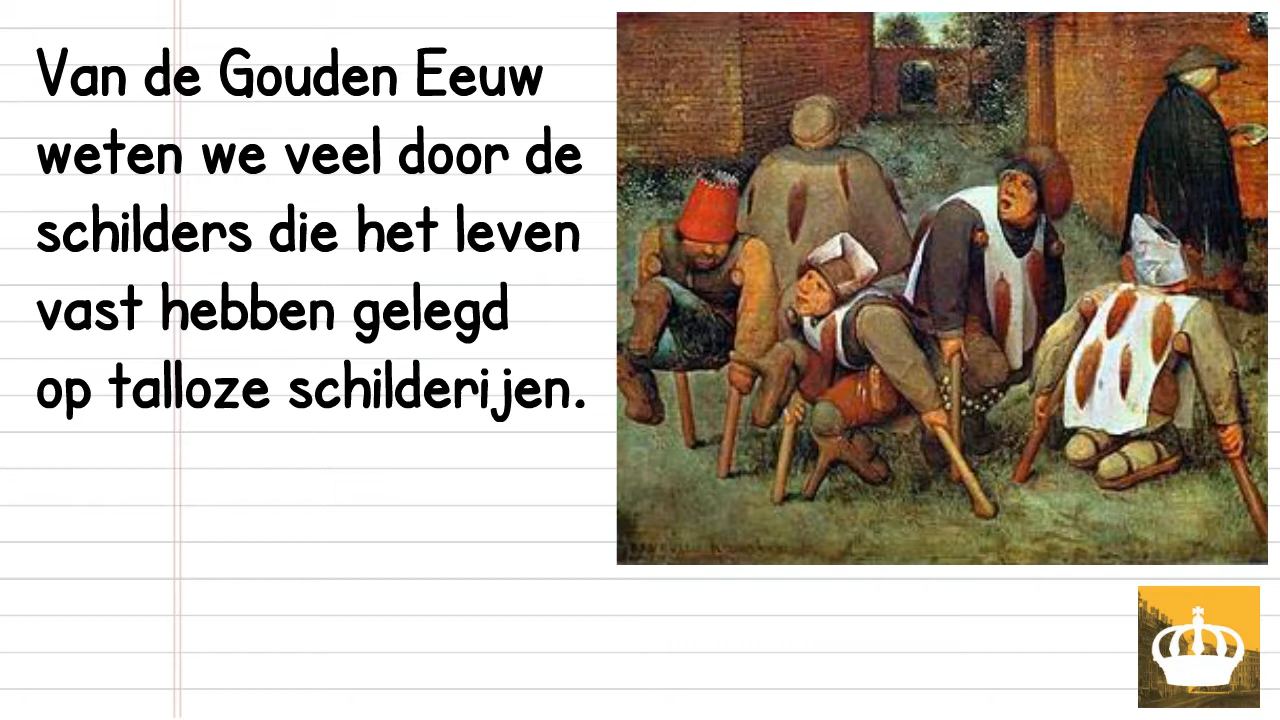 Van de Gouden Eeuw
weten we veel door de
schilders die het leven
vast hebben gelegd
op talloze schilderijen.